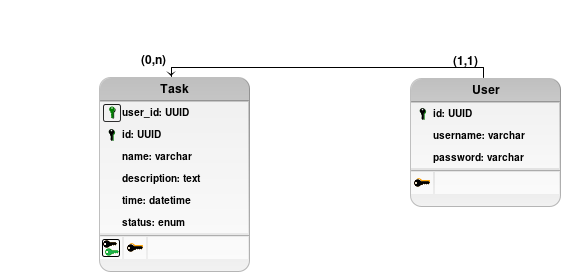 (0,n)
(1,1)
Task
user_id: UUID
id: UUID
name: varchar
description: text
time: datetime
status: enum
User
id: UUID
username: varchar
password: varchar